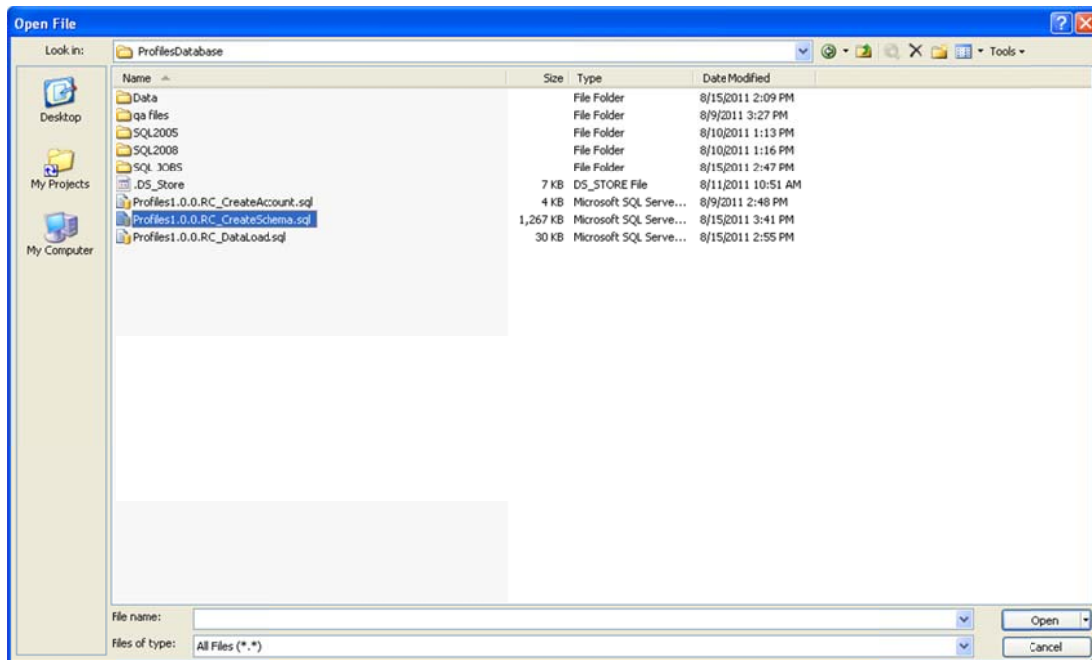 Open File
Look in: ProfilesDatabase Tools
Name Size Type Date Modified
Data File Folder 8/15/2011 2:09 PM
qa files File Folder 8/9/2011 3:27 PM
SQL2005 File Folder 8/10/2011 1:13 PM
SQL2008 File Folder 8/10/2011 1:16 PM
SQL JOBS File Folder 8/15/2011 2:47 PM
.DS_Store 7 KB DS_STORE File 8/11/2011 10:51 AM
Profiles1.0.0.RC_CreateAccount.sql 4 KB Microsoft SQL Serve... 8/9/2011 2:48 PM
Profiles1.0.0.RC_CreateSchema.sql 1,267 KB Microsoft SQL Serve... 8/15/2011 3:41 PM
Profiles1.0.0.RC_DataLoad.sql 30 KB Microsoft SQL Serve... 8/15/2011 2:55 PM
Desktop
My Projects
My Computer
File name: Open
Files of type: All Files (*.*) Cancel